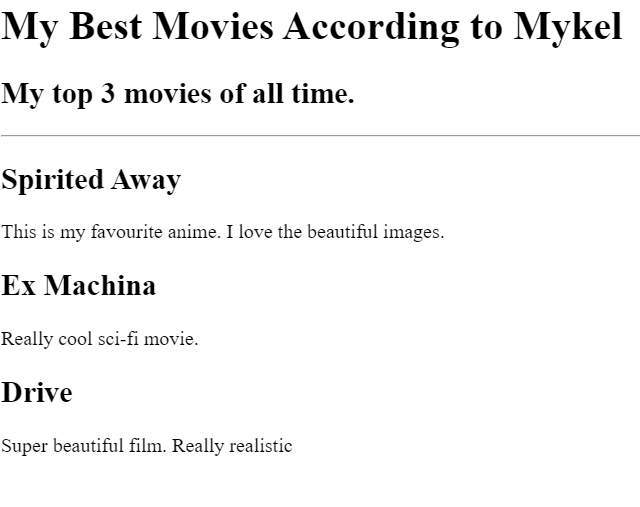 My Best Movies According to Mykel
My top 3 movies of all time.
Spirited Away
This is my favourite anime. I love the beautiful images.
Ex Machina
Really cool sci-fi movie.
Drive
Super beautiful film. Really realistic